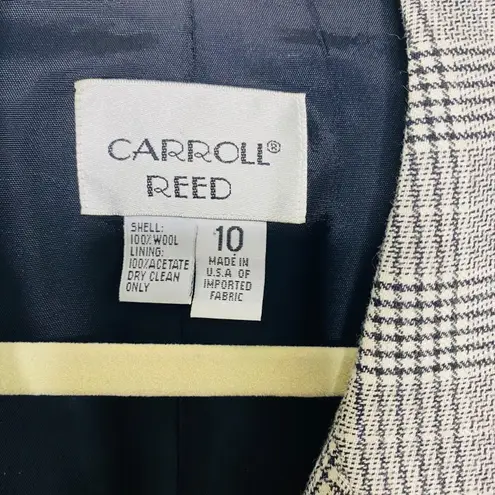 CARROLL®
REED
SHELL:
100% WOOL
LINING:
100% ACETATE
DRY CLEAN
ONLY
10
MADE IN
U.S.A. OF
IMPORTED
FABRIC